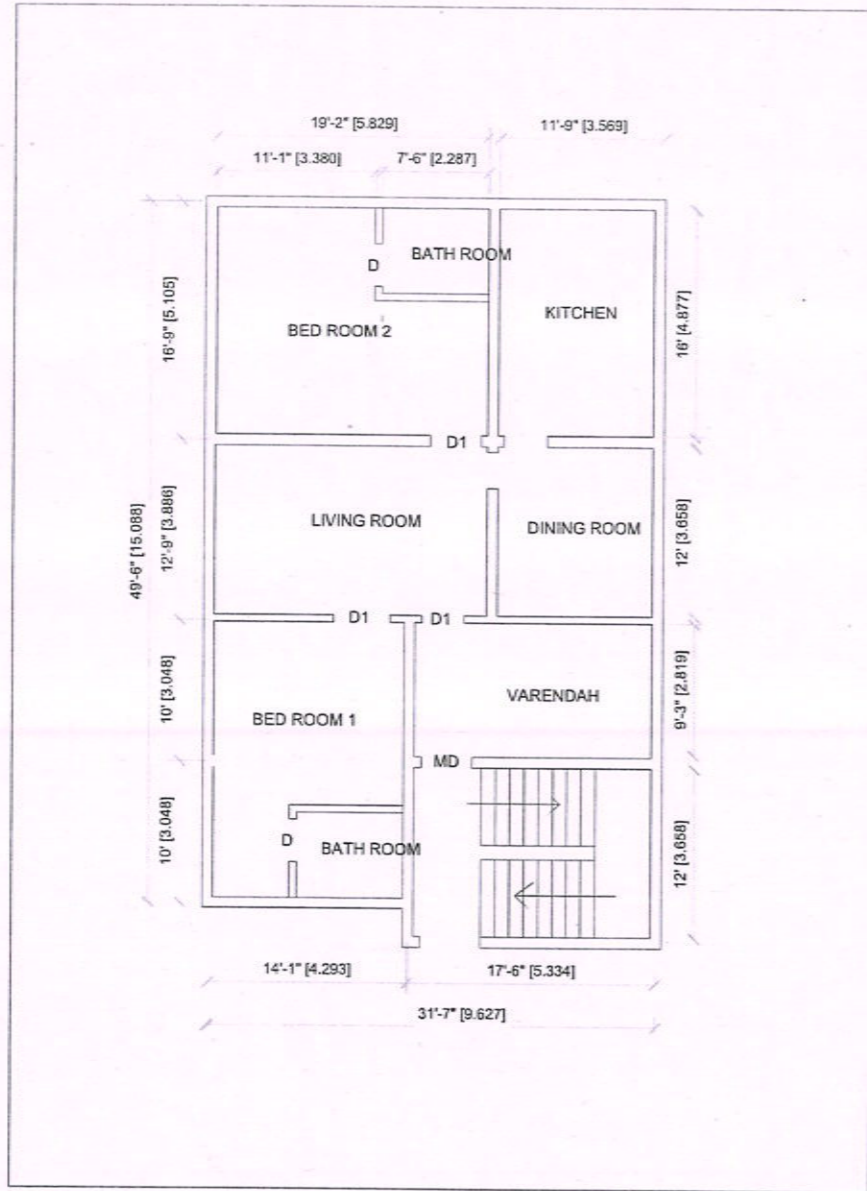 19'-2" [5.829]
11'-9" [3.569]
11'-1" [3.380]
7'-6" [2.287]
BATH ROOM
D
KITCHEN
BED ROOM 2
16'-9" [5.105]
16' [4.877]
D1
LIVING ROOM
DINING ROOM
49'-6" [15.088]
12'-9" [3.886]
12' [3.658]
D1
D1
VARENDAH
BED ROOM 1
10' [3.048]
9'-3" [2.819]
MD
D
BATH ROOM
10' [3.048]
12' [3.658]
14'-1" [4.293]
17'-6" [5.334]
31'-7" [9.627]